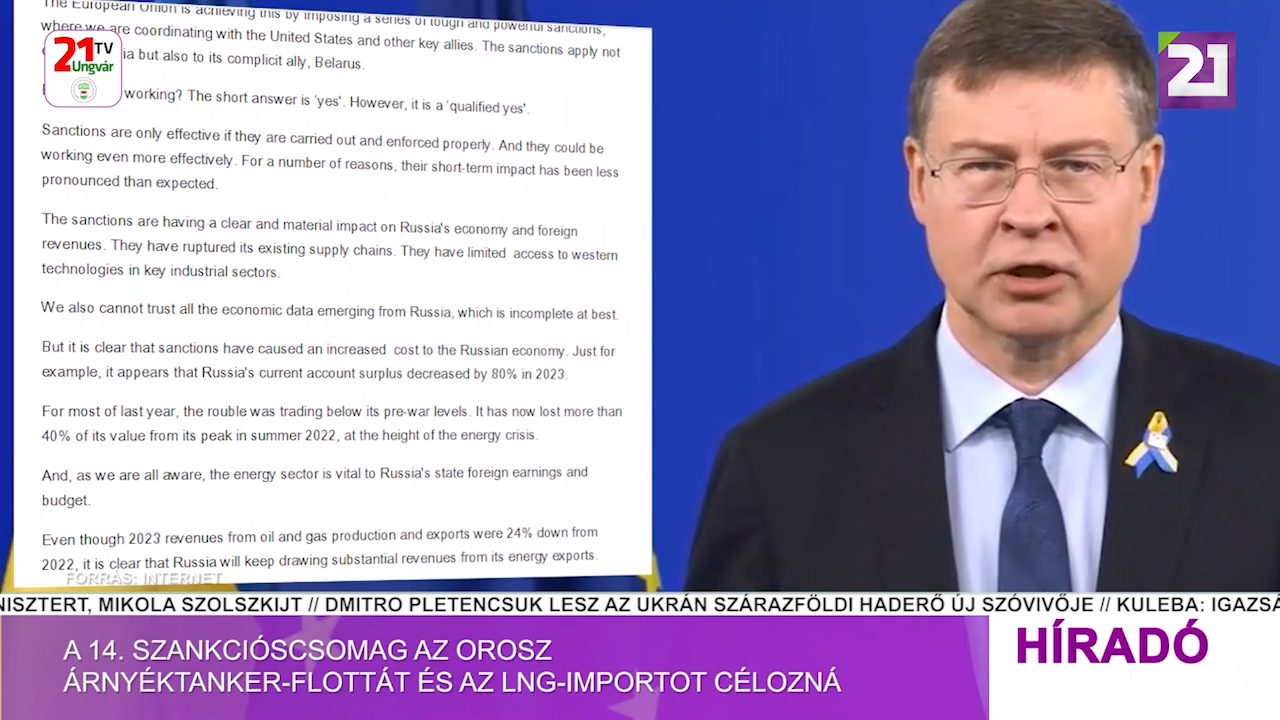 The European Union is achieving this by imposing a series of tough and powerful sanctions,
where we are coordinating with the United States and other key allies. The sanctions apply not
but also to its complicit ally, Belarus.
working? The short answer is 'yes'. However, it is a 'qualified yes'.
Sanctions are only effective if they are carried out and enforced properly. And they could be
working even more effectively. For a number of reasons, their short-term impact has been less
pronounced than expected.
The sanctions are having a clear and material impact on Russia's economy and foreign
revenues. They have ruptured its existing supply chains. They have limited access to western
technologies in key industrial sectors.
We also cannot trust all the economic data emerging from Russia, which is incomplete at best.
But it is clear that sanctions have caused an increased cost to the Russian economy. Just for
example, it appears that Russia's current account surplus decreased by 80% in 2023.
For most of last year, the rouble was trading below its pre-war levels. It has now lost more than
40% of its value from its peak in summer 2022, at the height of the energy crisis.
And, as we are all aware, the energy sector is vital to Russia's state foreign earnings and
budget.
Even though 2023 revenues from oil and gas production and exports were 24% down from
2022, it is clear that Russia will keep drawing substantial revenues from its energy exports.
21 TV
Ungvár
21
FORRÁS: INTERNET
NISZTERT, MIKOLA SZOLSZKIJT // DMITRO PLETENCSUK LESZ AZ UKRÁN SZÁRAZFÖLDI HADERŐ ÚJ SZÓVIVŐJE // KULEBA: IGAZSÁ
A 14. SZANKCIÓSCSOMAG AZ OROSZ
ÁRNYÉKTANKER-FLOTTÁT ÉS AZ LNG-IMPORTOT CÉLOZNÁ
HÍRADÓ